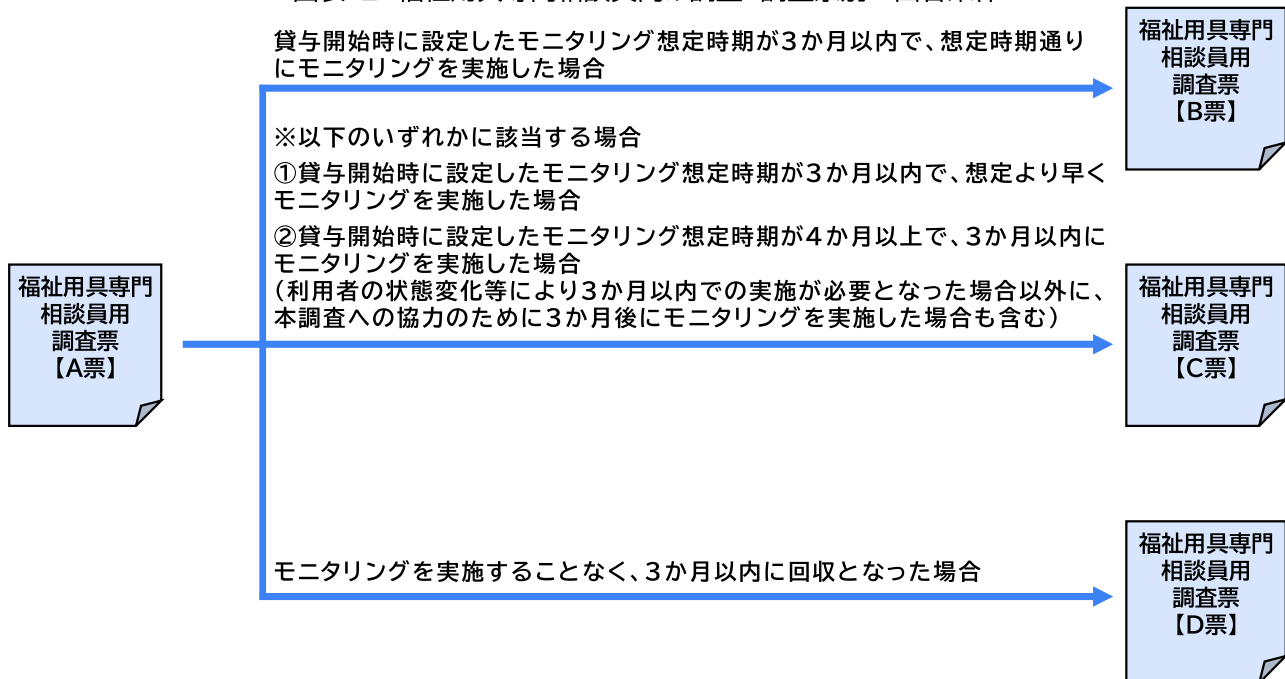 貸与開始時に設定したモニタリング想定時期が3か月以内で、想定時期通り
にモニタリングを実施した場合
福祉用具専門
相談員用
調査票
【B票】
※以下のいずれかに該当する場合
①貸与開始時に設定したモニタリング想定時期が3か月以内で、想定より早く
モニタリングを実施した場合
②貸与開始時に設定したモニタリング想定時期が4か月以上で、3か月以内に
モニタリングを実施した場合
(利用者の状態変化等により3か月以内での実施が必要となった場合以外に、
本調査への協力のために3か月後にモニタリングを実施した場合も含む)
福祉用具専門
相談員用
調査票
【A票】
福祉用具専門
相談員用
調査票
【C票】
モニタリングを実施することなく、3か月以内に回収となった場合
福祉用具専門
相談員用
調査票
【D票】